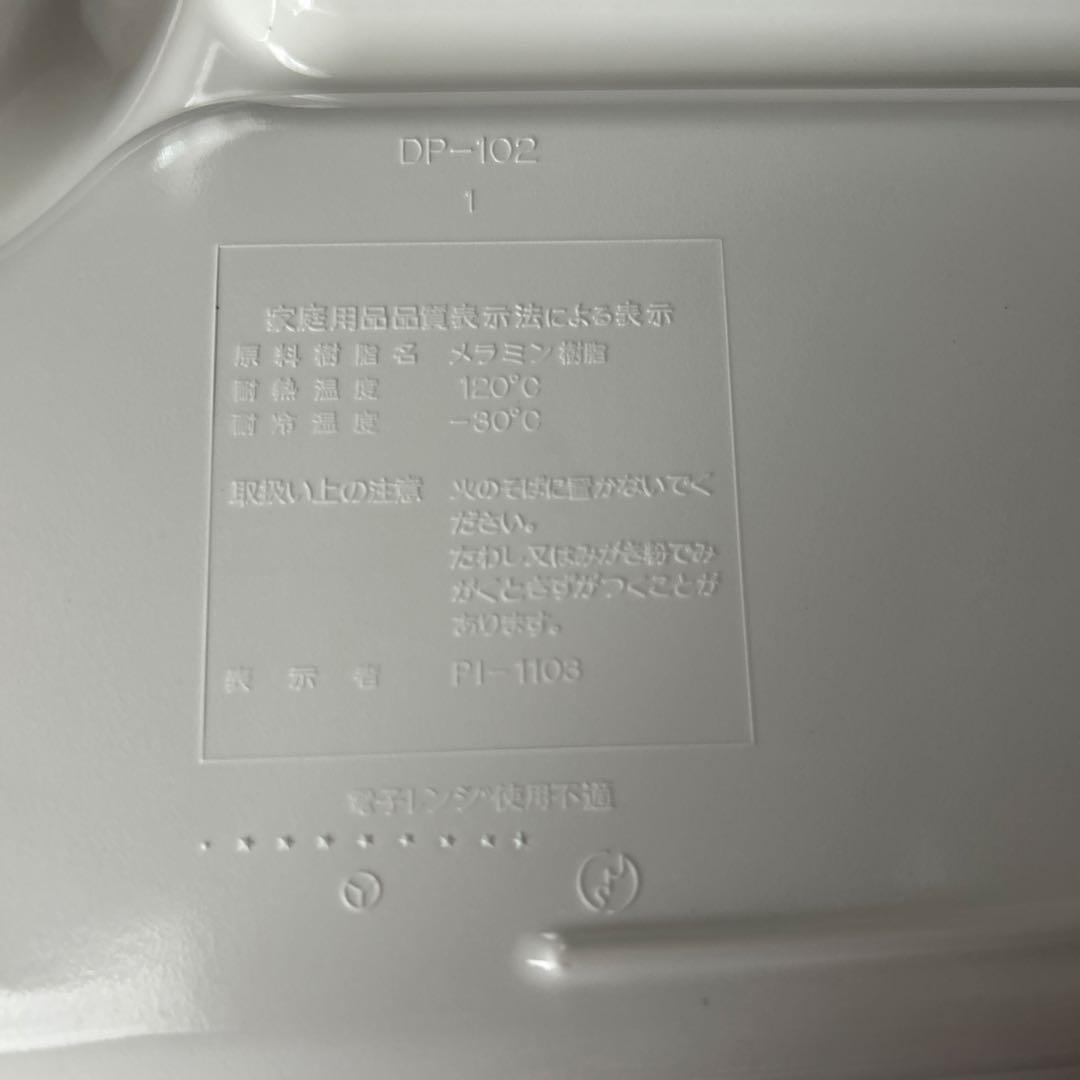 DP-102
1
家庭用品品質表示法による表示
原料樹脂名 メラミン樹脂
耐熱温度 120°C
耐冷温度 -30°C
取扱い上の注意 火のそばに置かないでく
ださい。
たわし又はみがき粉でみ
がくときずがつくことが
あります。
表示者 PI-1103
電子レンジ使用不適